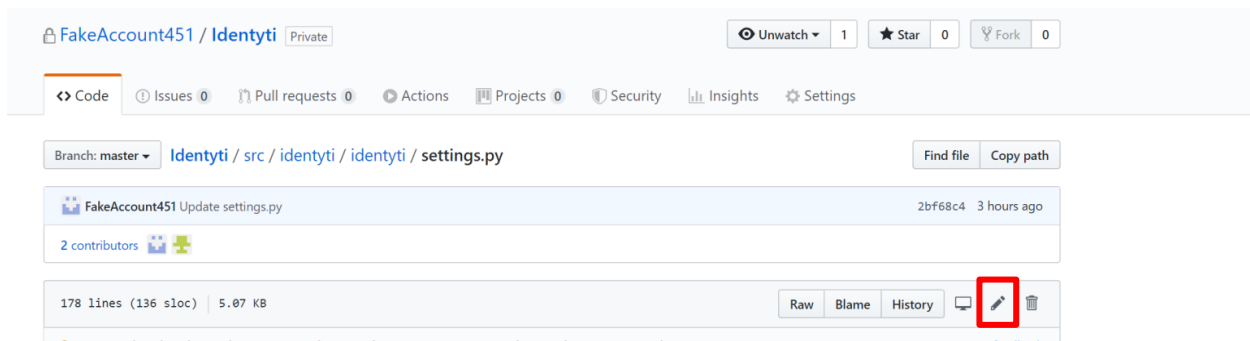 FakeAccount451 / Identyti Private
Unwatch 1 Star 0 Fork 0
Code Issues 0 Pull requests 0 Actions Projects 0 Security Insights Settings
Branch: master Identyti / src / identyti / identyti / settings.py Find file Copy path
FakeAccount451 Update settings.py 2bf68c4 3 hours ago
2 contributors
178 lines (136 sloc) 5.07 KB Raw Blame History